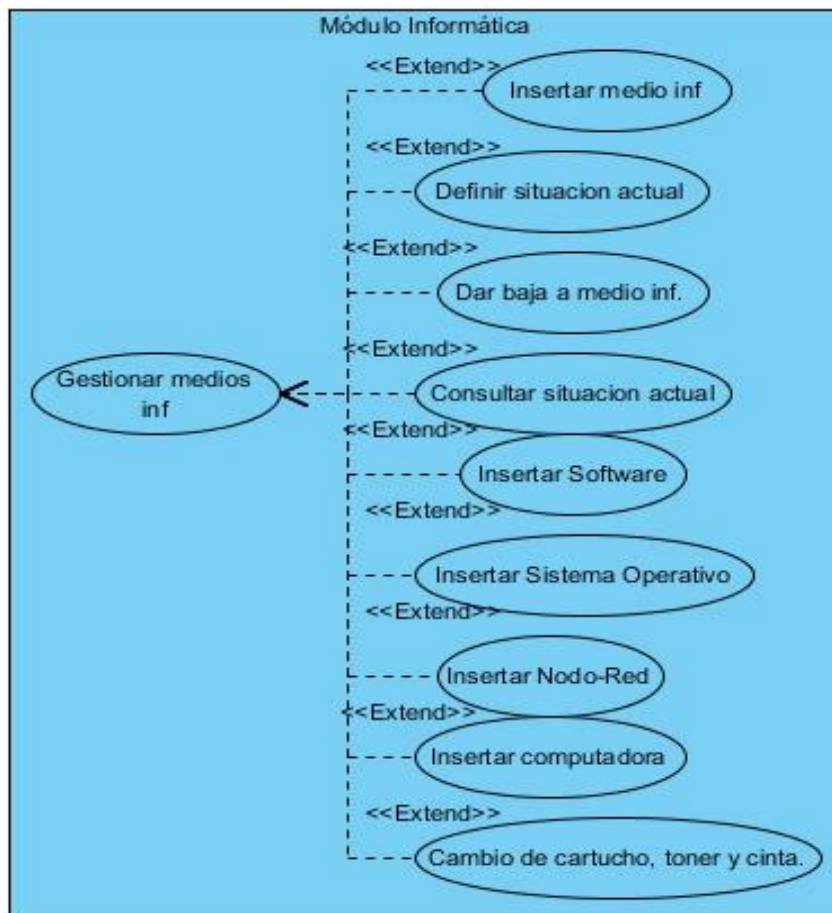 Módulo Informática
<<Extend>>
Insertar medio inf
<<Extend>>
Definir situacion actual
<<Extend>>
Dar baja a medio inf.
<<Extend>>
Gestionar medios
inf
Consultar situacion actual
<<Extend>>
Insertar Software
<<Extend>>
Insertar Sistema Operativo
<<Extend>>
Insertar Nodo-Red
<<Extend>>
Insertar computadora
<<Extend>>
Cambio de cartucho, toner y cinta.